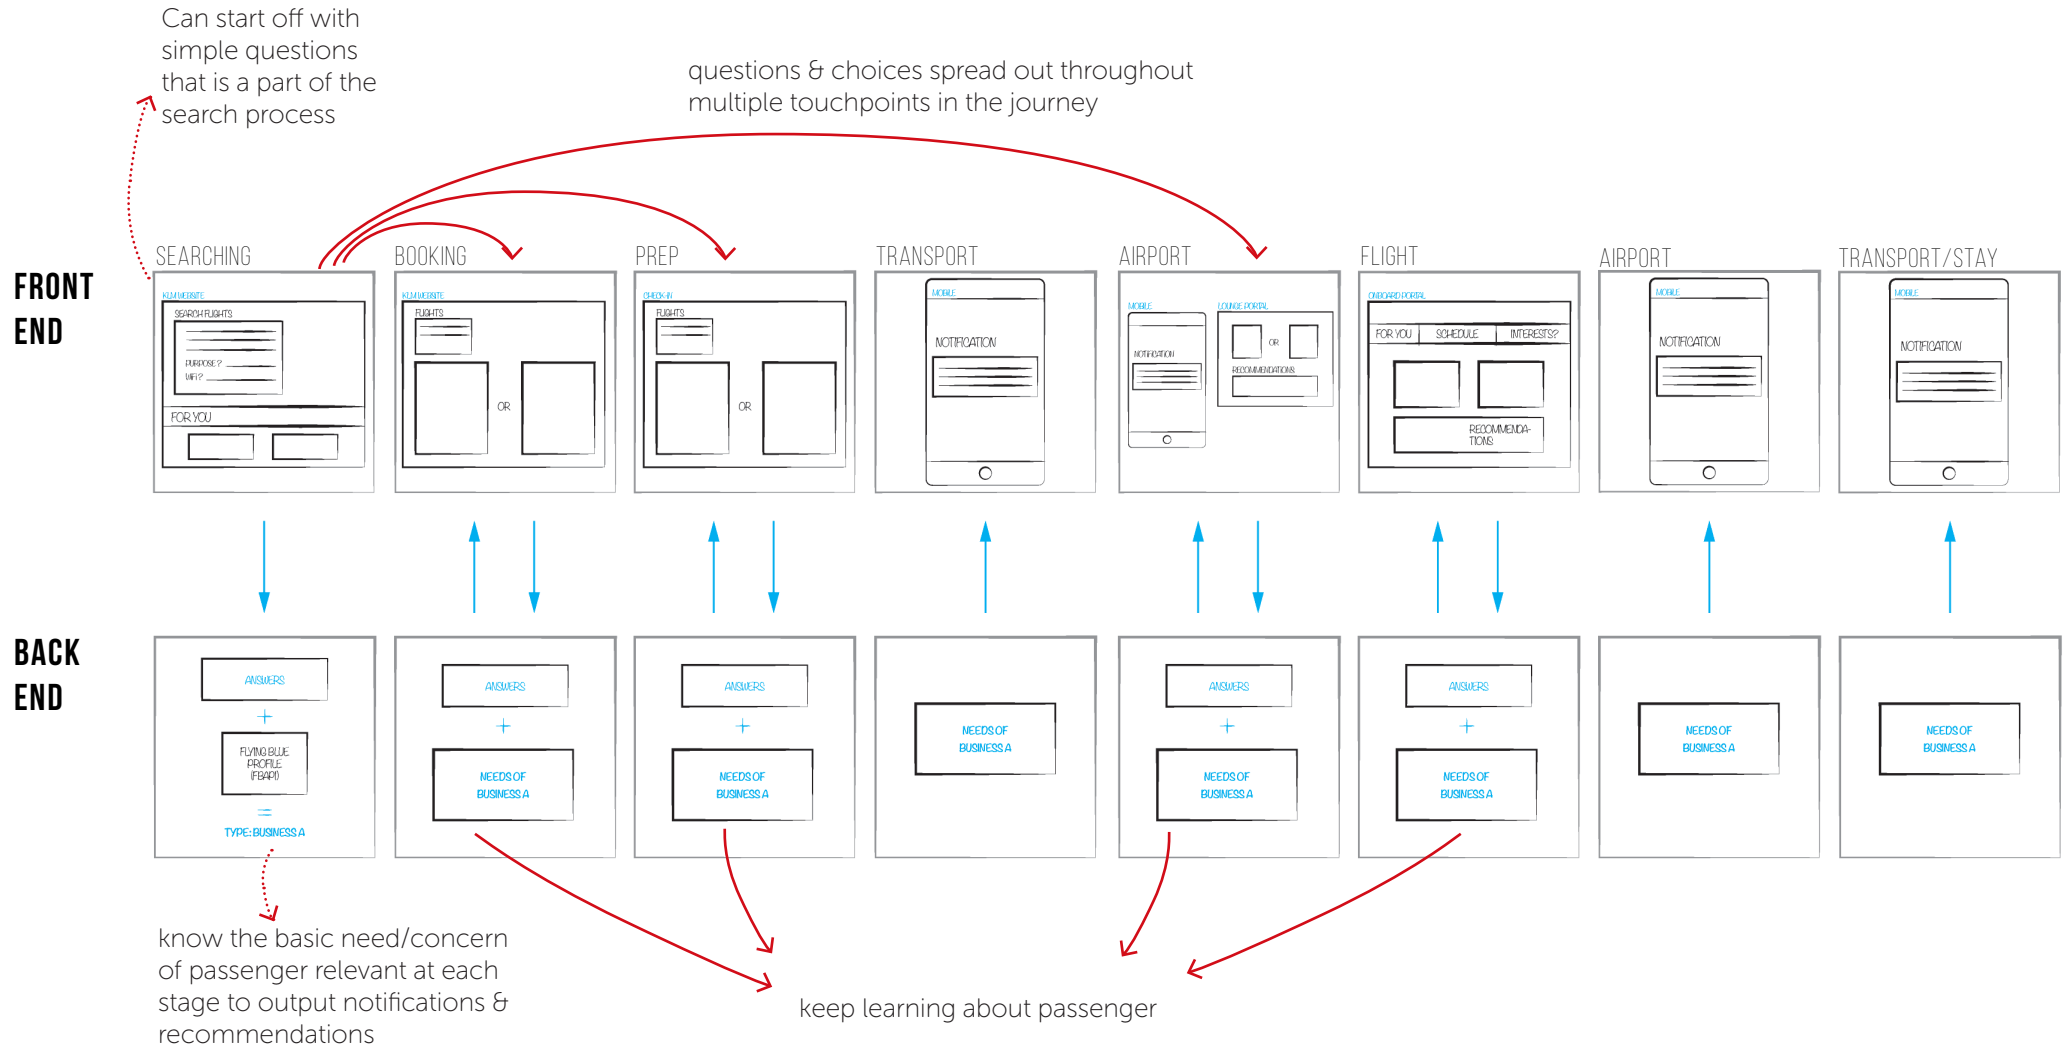 Can start off with
simple questions
that is a part of the
search process
questions & choices spread out throughout
multiple touchpoints in the journey
FRONT
END
SEARCHING
KLM WEBSITE
SEARCH FLIGHTS
PURPOSE?
WIFI?
FOR YOU
BOOKING
KLM WEBSITE
FLIGHTS
OR
PREP
CHECK-IN
FLIGHTS
OR
TRANSPORT
MOBILE
NOTIFICATION
AIRPORT
MOBILE
NOTIFICATION
LOUNGE PORTAL
OR
RECOMMENDATIONS
FLIGHT
ONBOARD PORTAL
FOR YOU
SCHEDULE
INTERESTS?
RECOMMENDA-
TIONS
AIRPORT
MOBILE
NOTIFICATION
TRANSPORT/STAY
MOBILE
NOTIFICATION
BACK
END
ANSWERS
+
FLYING BLUE
PROFILE
(FBAPI)
=
TYPE: BUSINESS A
ANSWERS
+
NEEDS OF
BUSINESS A
ANSWERS
+
NEEDS OF
BUSINESS A
NEEDS OF
BUSINESS A
ANSWERS
+
NEEDS OF
BUSINESS A
ANSWERS
+
NEEDS OF
BUSINESS A
NEEDS OF
BUSINESS A
NEEDS OF
BUSINESS A
know the basic need/concern
of passenger relevant at each
stage to output notifications &
recommendations
keep learning about passenger